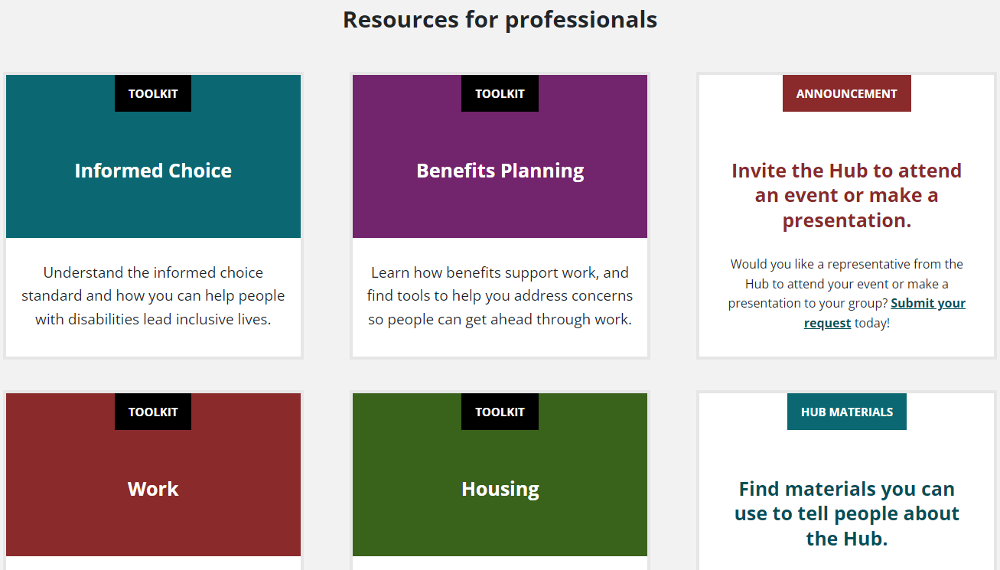 Resources for professionals
TOOLKIT
Informed Choice
Understand the informed choice
standard and how you can help people
with disabilities lead inclusive lives.
TOOLKIT
Benefits Planning
Learn how benefits support work, and
find tools to help you address concerns
so people can get ahead through work.
ANNOUNCEMENT
Invite the Hub to attend
an event or make a
presentation.
Would you like a representative from the
Hub to attend your event or make a
presentation to your group? Submit your
request today!
TOOLKIT
Work
TOOLKIT
Housing
HUB MATERIALS
Find materials you can
use to tell people about
the Hub.